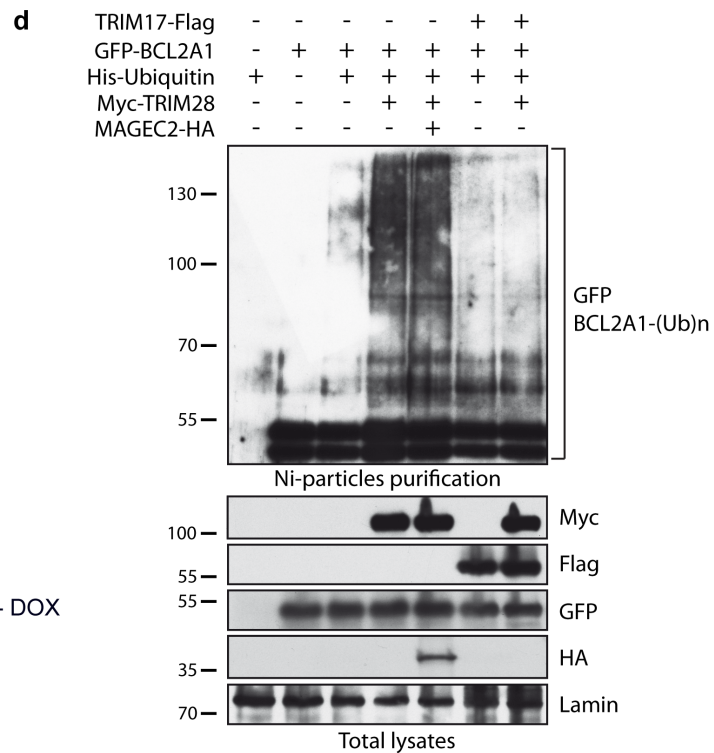 d
TRIM17-Flag - - - - - + +
GFP-BCL2A1 - + + + + + +
His-Ubiquitin + - + + + + +
Myc-TRIM28 - - - + + - +
MAGEC2-HA - - - - + - -
130
100
70
55
GFP
BCL2A1-(Ub)n
Ni-particles purification
100
Myc
55
Flag
55
GFP
- DOX
35
HA
70
Lamin
Total lysates